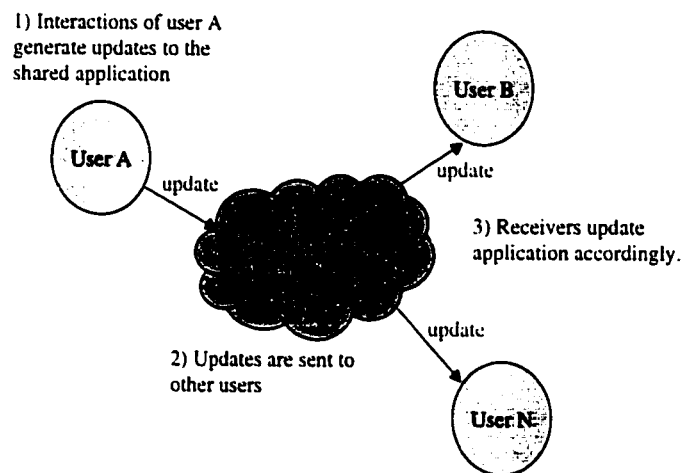 1) Interactions of user A
generate updates to the
shared application
User B
User A
update
update
3) Receivers update
application accordingly.
update
2) Updates are sent to
other users
User N